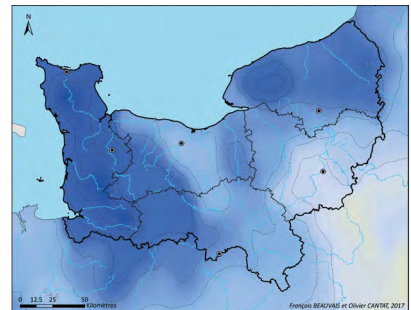 N
0 12.5 25 50
Kilomètres
François BEAUVAIS et Olivier CANTAT, 2017